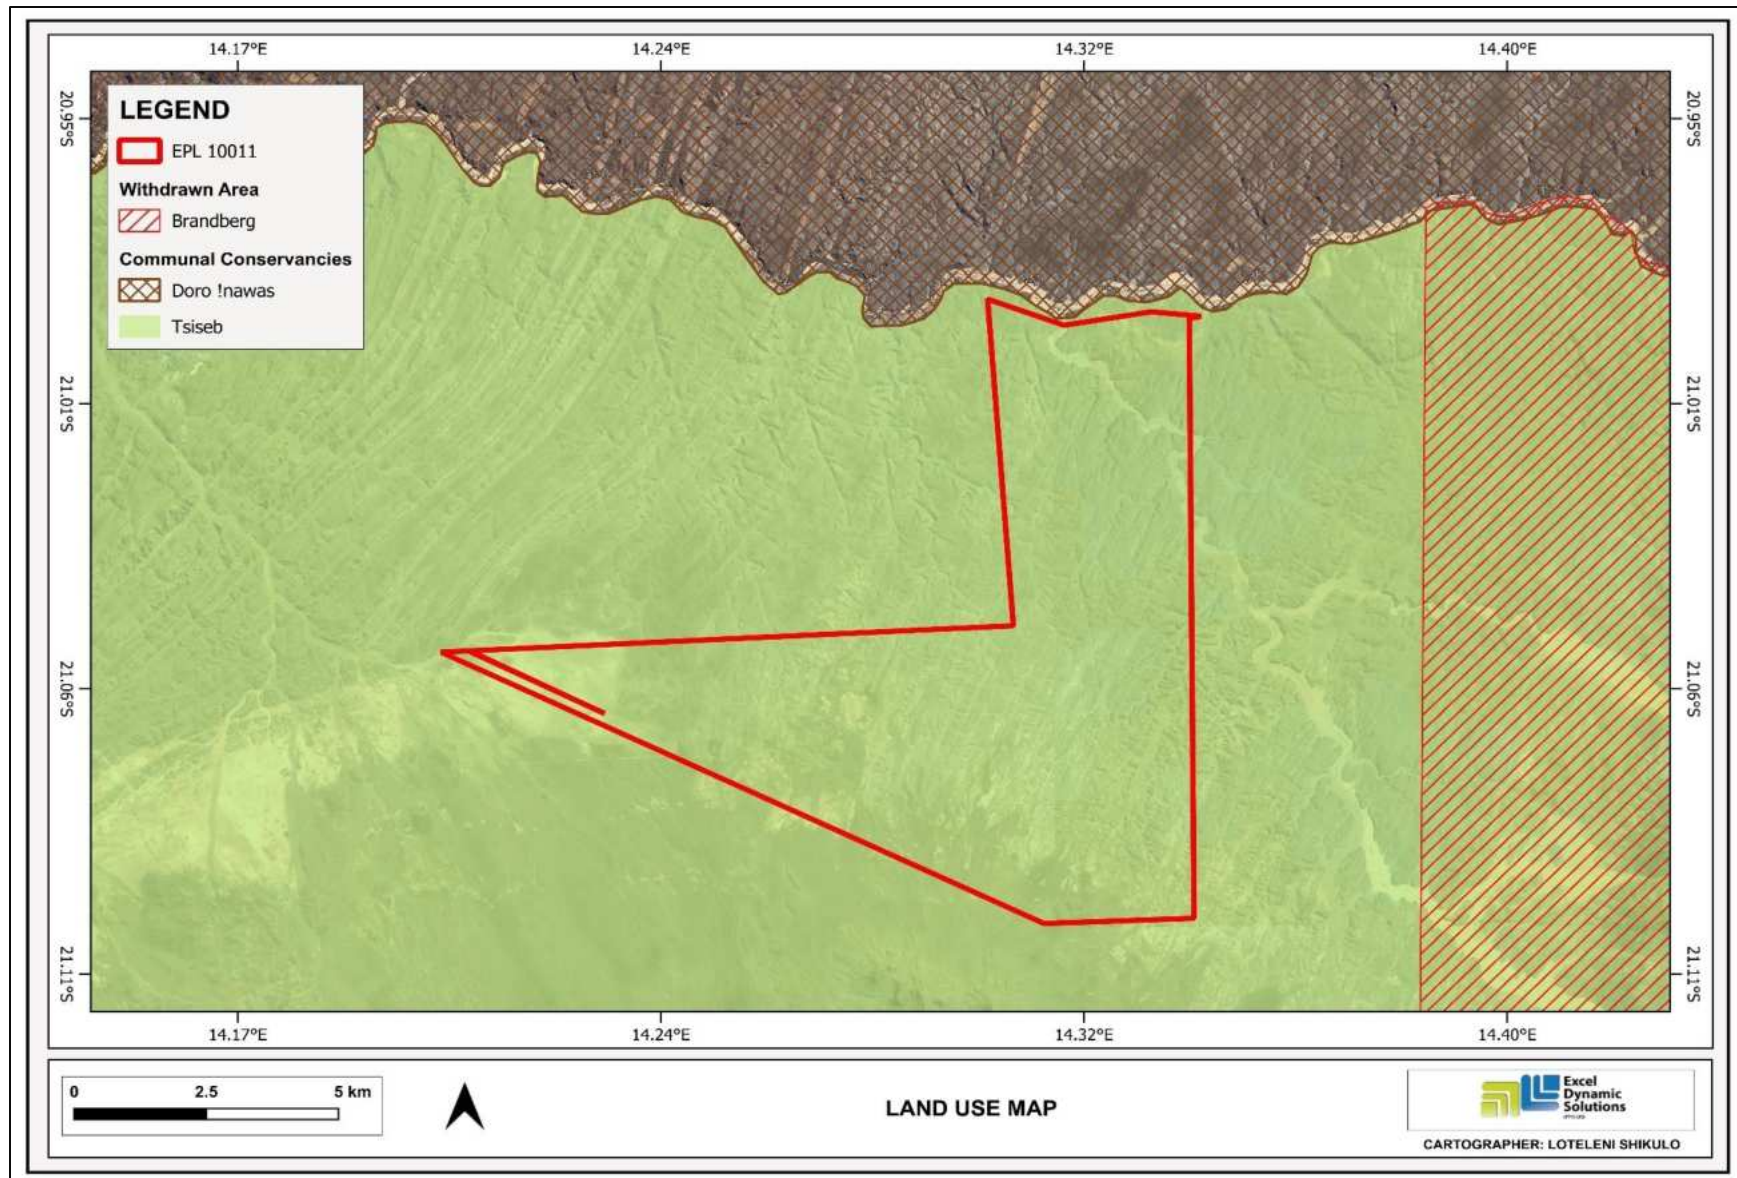 14.17°E 14.24°E 14.32°E 14.40°E
20.95°S 20.95°S
LEGEND
EPL 10011
Withdrawn Area
Brandberg
Communal Conservancies
Doro !nawas
Tsiseb
21.01°S 21.01°S
21.06°S 21.06°S
21.11°S 21.11°S
14.17°E 14.24°E 14.32°E 14.40°E
0 2.5 5 km
LAND USE MAP
Excel
Dynamic
Solutions
CARTOGRAPHER: LOTELENI SHIKULO